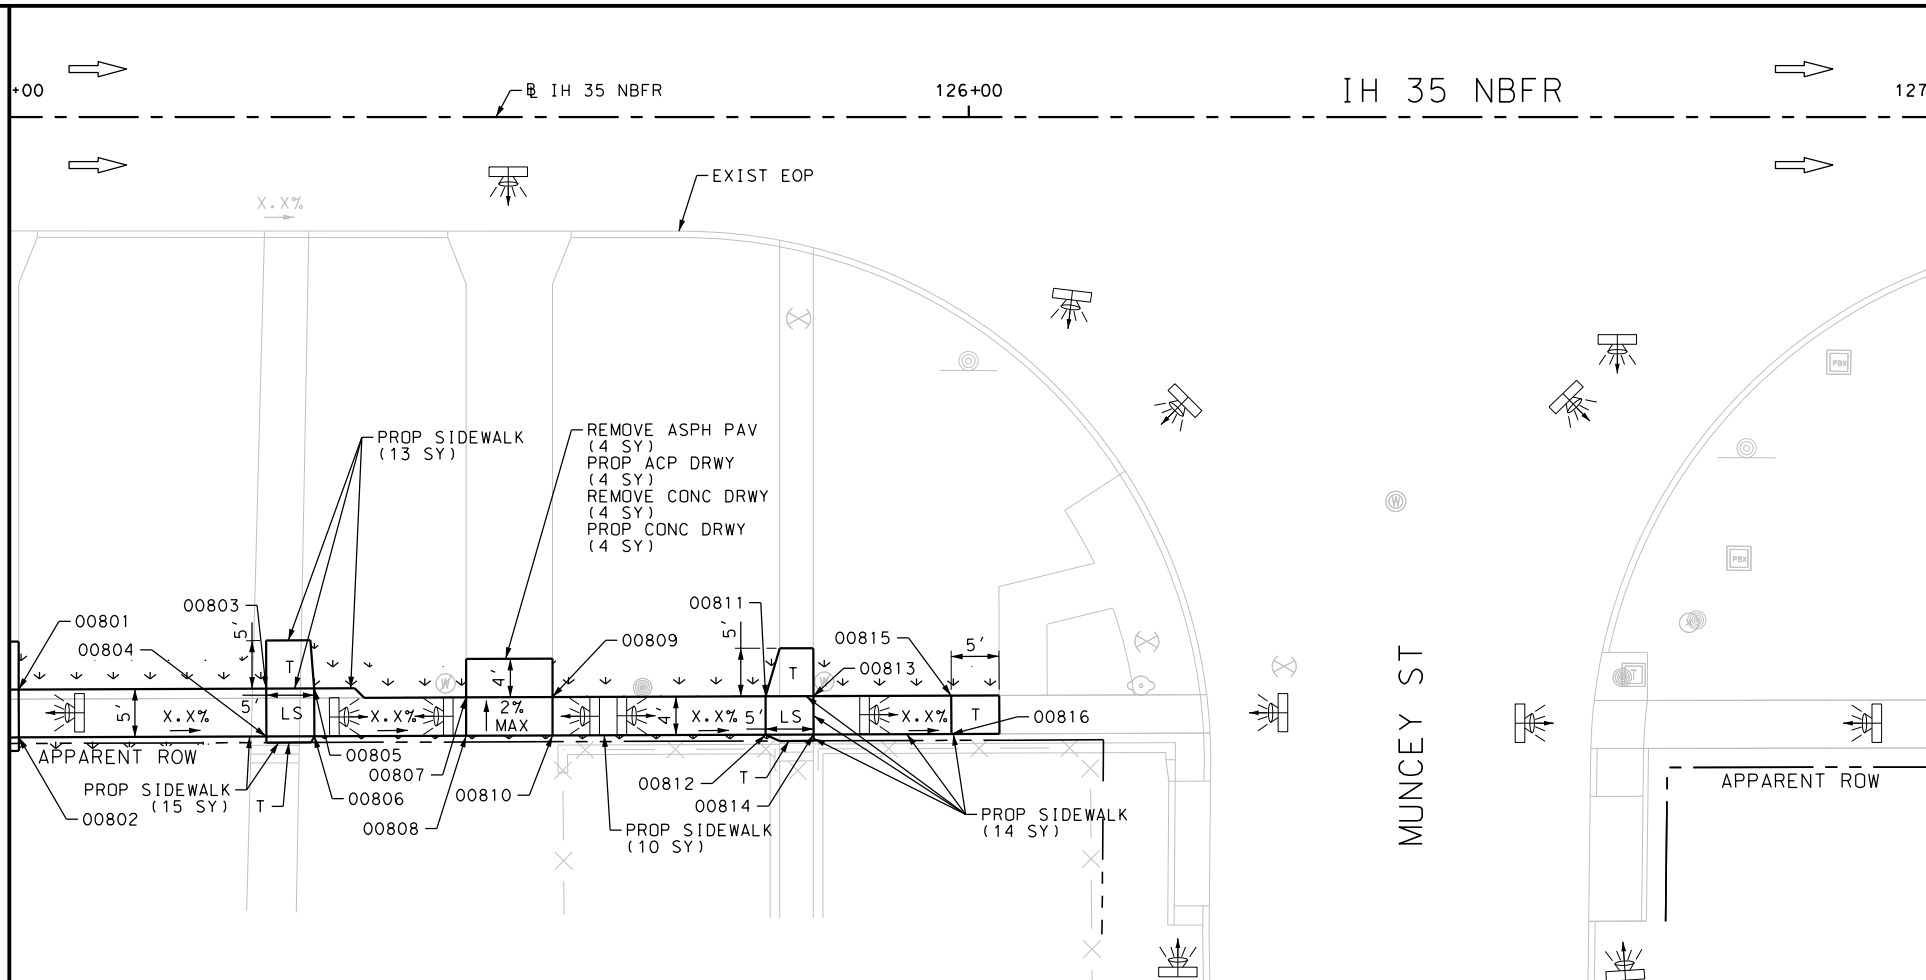 +00
℄ IH 35 NBFR
126+00
IH 35 NBFR
127
EXIST EOP
X.X%
PROP SIDEWALK
(13 SY)
REMOVE ASPH PAV
(4 SY)
PROP ACP DRWY
(4 SY)
REMOVE CONC DRWY
(4 SY)
PROP CONC DRWY
(4 SY)
PBX
W
PBX
00801
00803
00804
5'
T
00809
00811
5'
T
00815
5'
00813
00816
T
W
W
4'
5'
X.X%
5'
LS
X.X%
2%
MAX
X.X%
4'
5'
LS
X.X%
T
APPARENT ROW
PROP SIDEWALK
(15 SY)
T
00802
00805
00806
00807
00808
00810
00812
T
00814
PROP SIDEWALK
(10 SY)
PROP SIDEWALK
(14 SY)
MUNCEY ST
APPARENT ROW